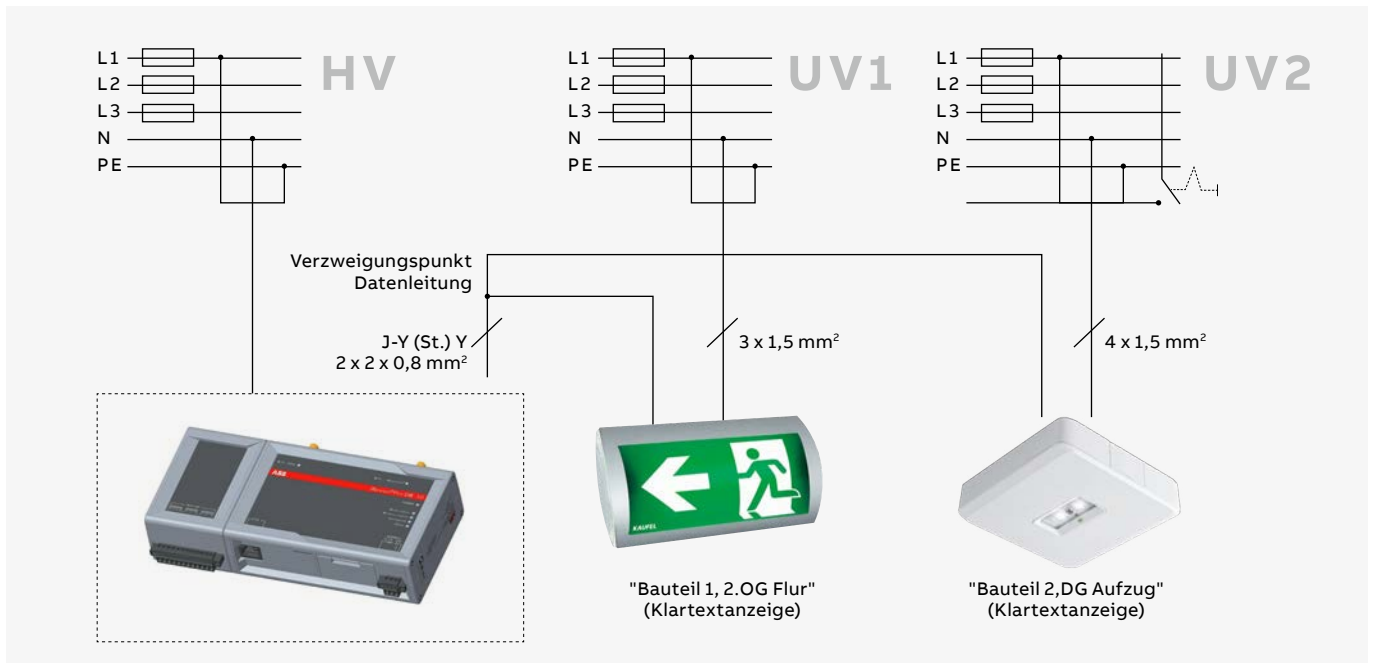 HV
L1
L2
L3
N
PE
UV1
L1
L2
L3
N
PE
UV2
L1
L2
L3
N
PE
Verzweigungspunkt
Datenleitung
J-Y (St.) Y
2 x 2 x 0,8 mm²
3 x 1,5 mm²
4 x 1,5 mm²
ABB
KAUFEL
"Bauteil 1, 2.OG Flur"
(Klartextanzeige)
"Bauteil 2,DG Aufzug"
(Klartextanzeige)